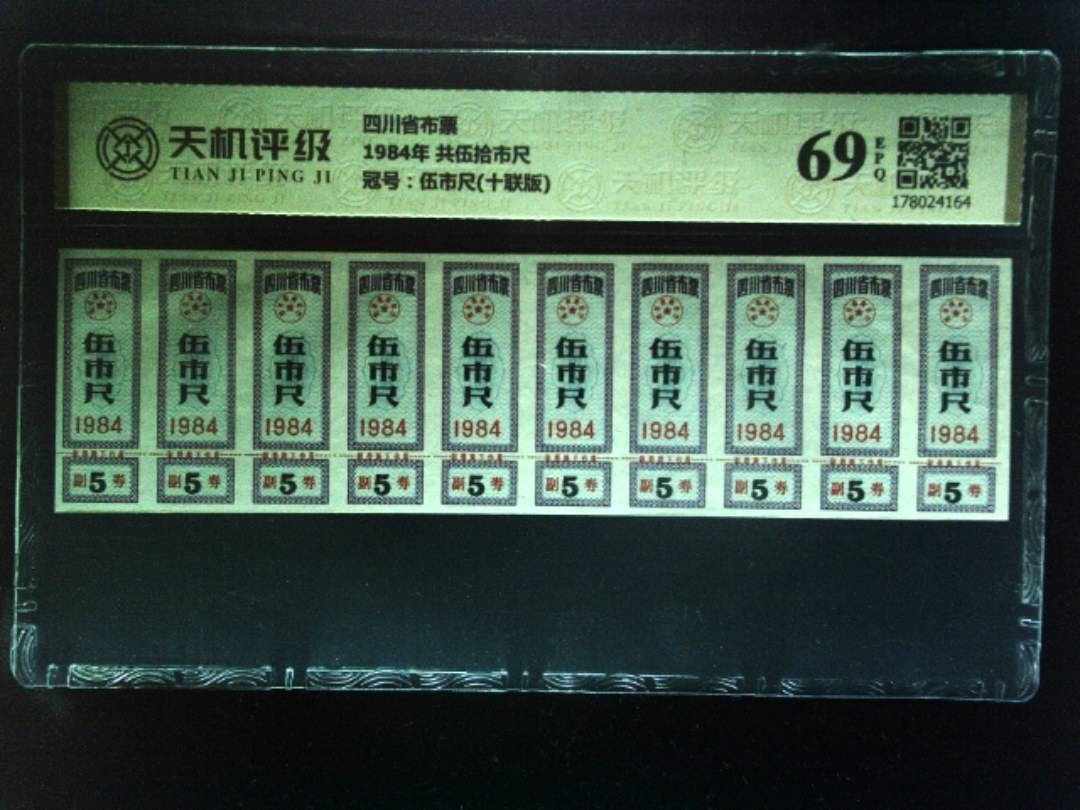 天机评级
TIAN JI PING JI
四川省布票
1984年 共伍拾市尺
冠号：伍市尺(十联版)
69
EPQ
178024164
四川省布票 四川省布票 四川省布票 四川省布票 四川省布票 四川省布票 四川省布票 四川省布票 四川省布票 四川省布票
伍市尺 伍市尺 伍市尺 伍市尺 伍市尺 伍市尺 伍市尺 伍市尺 伍市尺 伍市尺
1984 1984 1984 1984 1984 1984 1984 1984 1984 1984
副5券 副5券 副5券 副5券 副5券 副5券 副5券 副5券 副5券 副5券